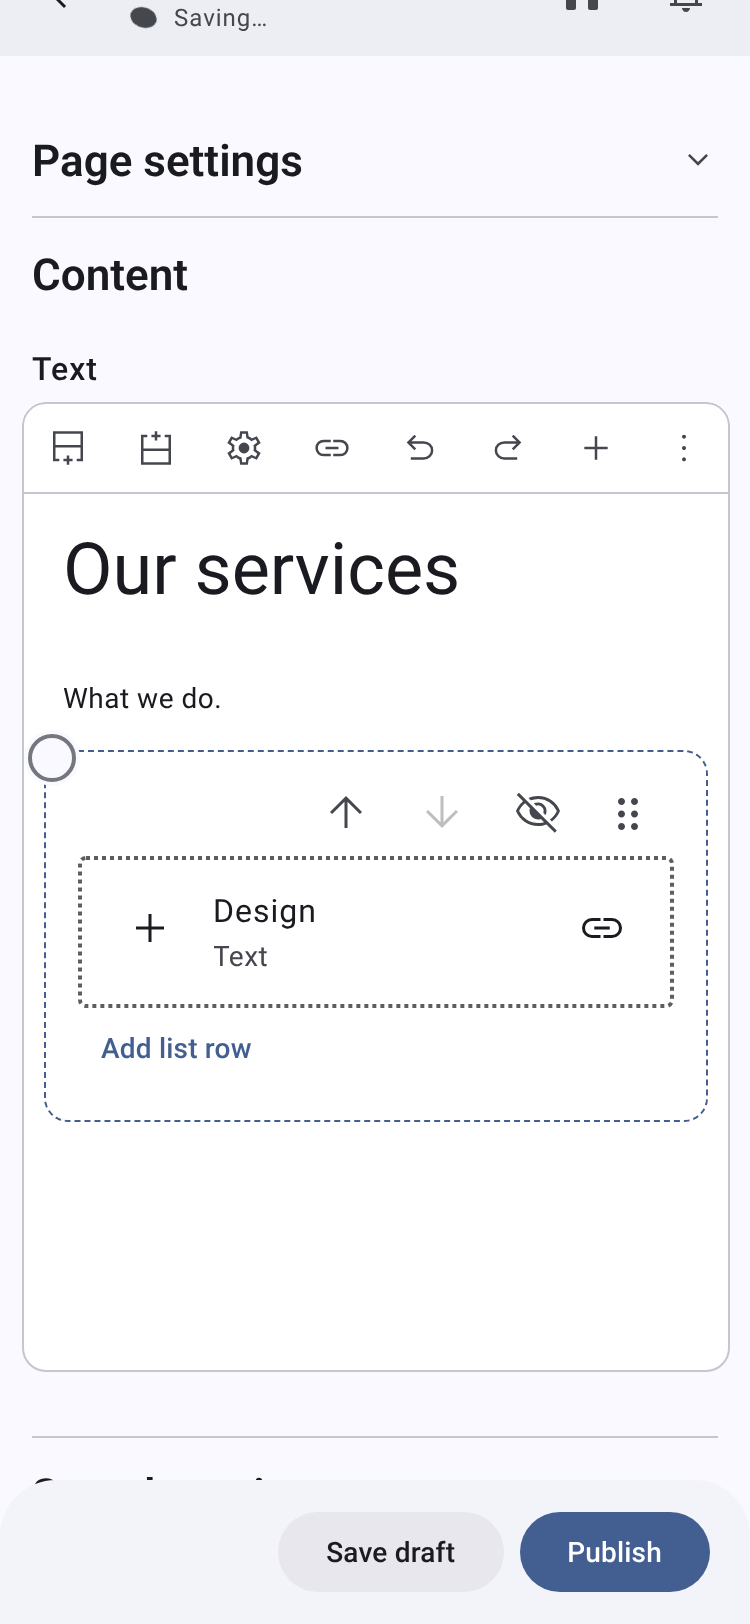 Saving…
Page settings
Content
Text
Our services
What we do.
Design
Text
Add list row
Save draft
Publish